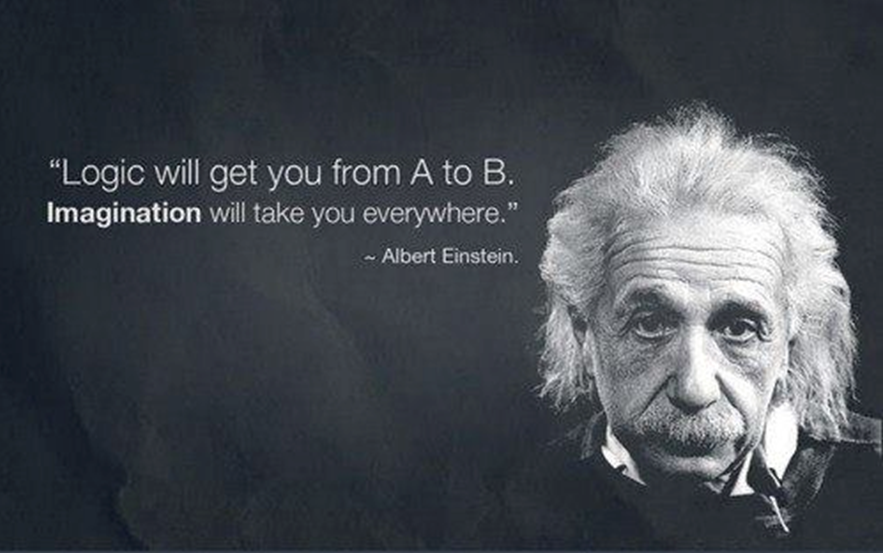 “Logic will get you from A to B.
Imagination will take you everywhere.”
~ Albert Einstein.